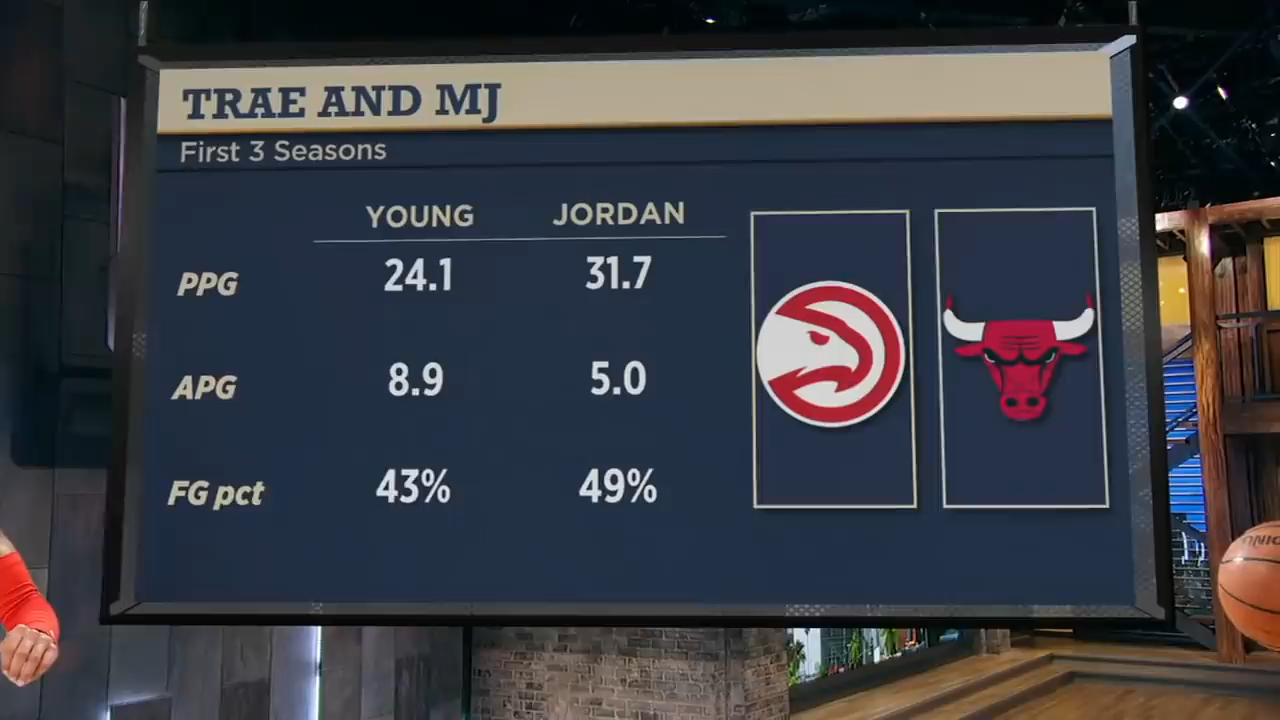 TRAE AND MJ
First 3 Seasons
YOUNG JORDAN
PPG 24.1 31.7
APG 8.9 5.0
FG pct 43% 49%